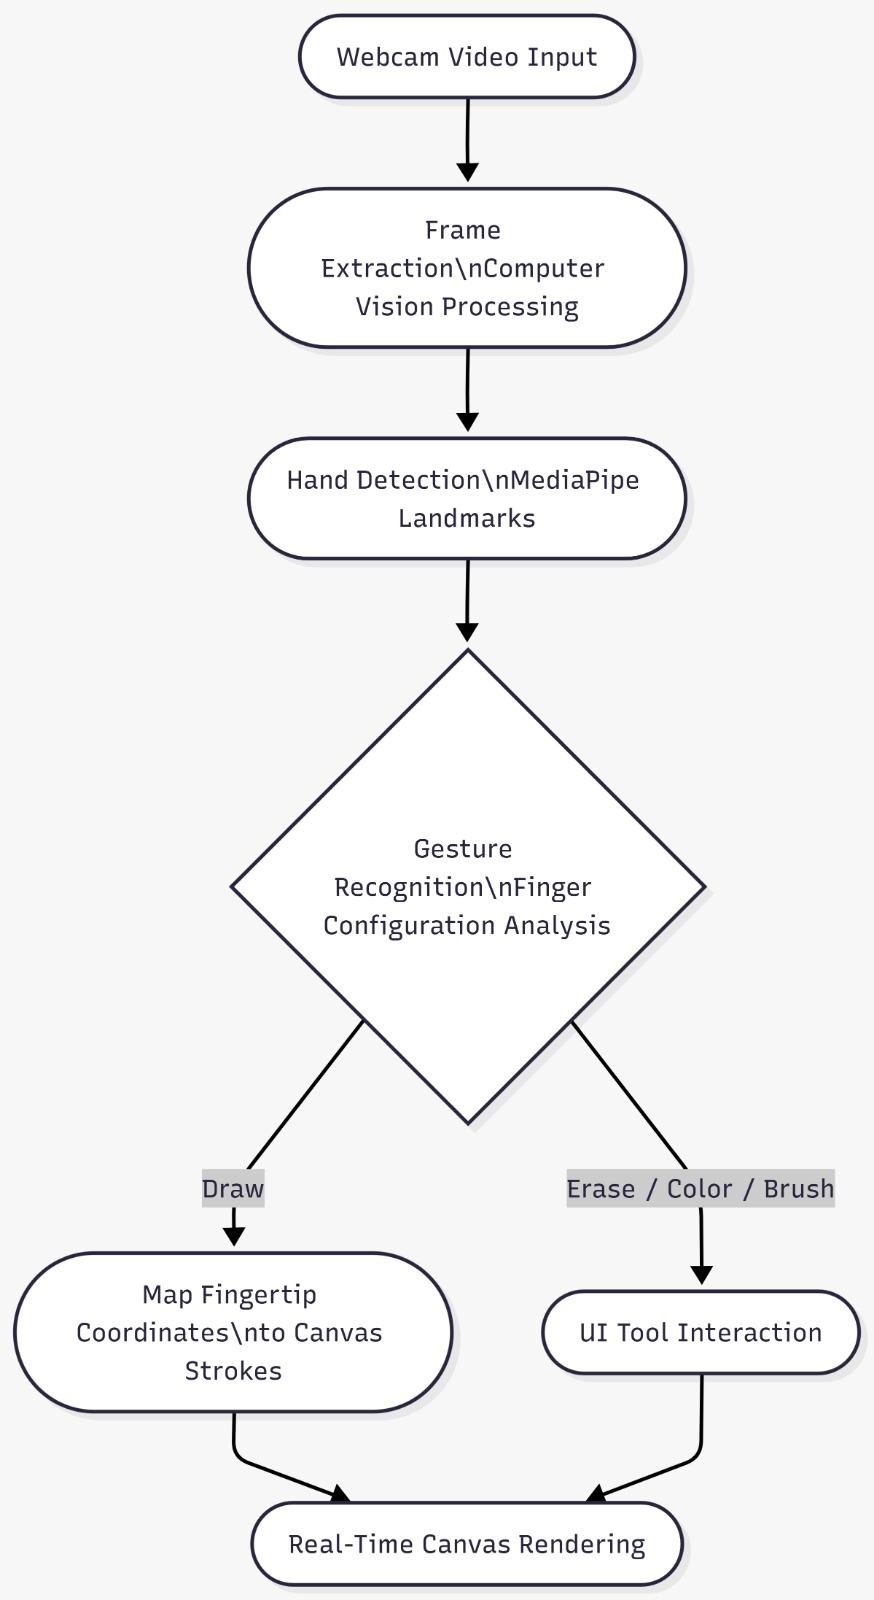 Webcam Video Input
Frame
Extraction\nComputer
Vision Processing
Hand Detection\nMediaPipe
Landmarks
Gesture
Recognition\nFinger
Configuration Analysis
Draw
Erase / Color / Brush
Map Fingertip
Coordinates\nto Canvas
Strokes
UI Tool Interaction
Real-Time Canvas Rendering